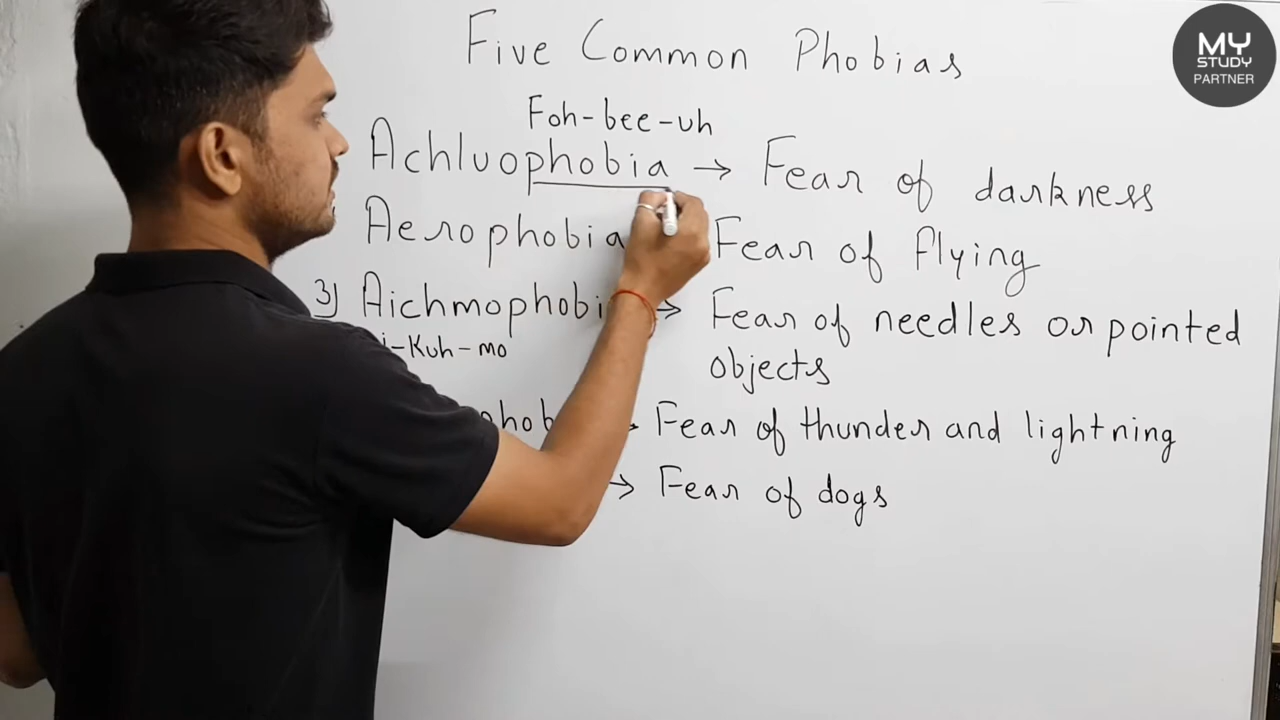 Five Common Phobias
MY
STUDY
PARTNER
Foh-bee-uh
Achluophobia → Fear of darkness
Aerophobia Fear of flying
3) Aichmophobi → Fear of needles or pointed
objects
i-Kuh-mo
phob → Fear of thunder and lightning
→ Fear of dogs